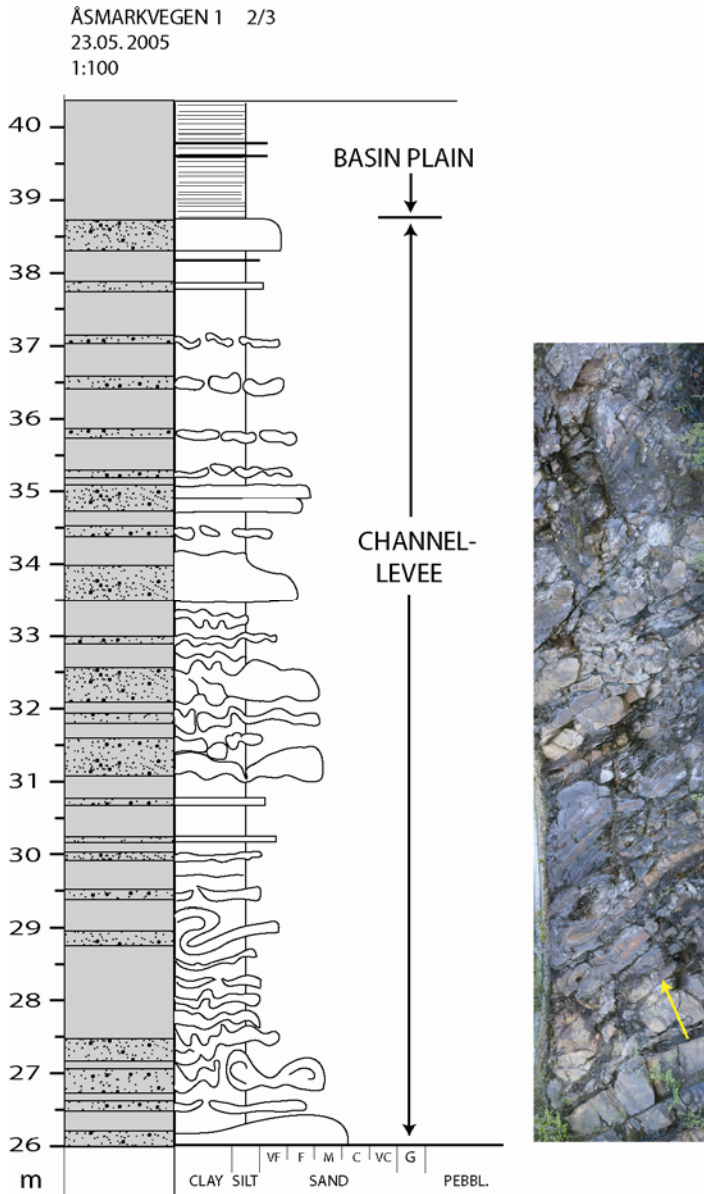 ÅSMARKVEGEN 1 2/3
23.05.2005
1:100
40
BASIN PLAIN
39
38
37
36
35
CHANNEL-
LEVEE
34
33
32
31
30
29
28
27
26
VF F M C VC G
m CLAY SILT SAND PEBBL.